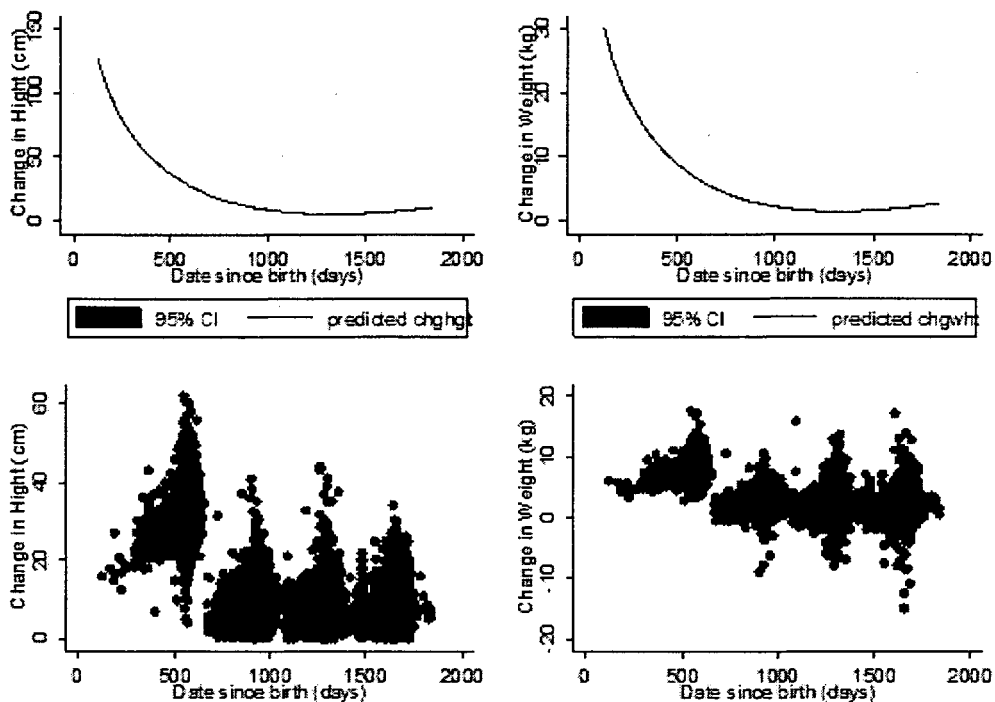 Change in Hight (cm)
0 50 100 150
0 500 1000 1500 2000
Date since birth (days)
95% CI predicted chghgt
Change in Weight (kg)
0 10 20 30
0 500 1000 1500 2000
Date since birth (days)
95% CI predicted chgwht
Change in Hight (cm)
0 20 40 60
0 500 1000 1500 2000
Date since birth (days)
Change in Weight (kg)
-20 -10 0 10 20
0 500 1000 1500 2000
Date since birth (days)